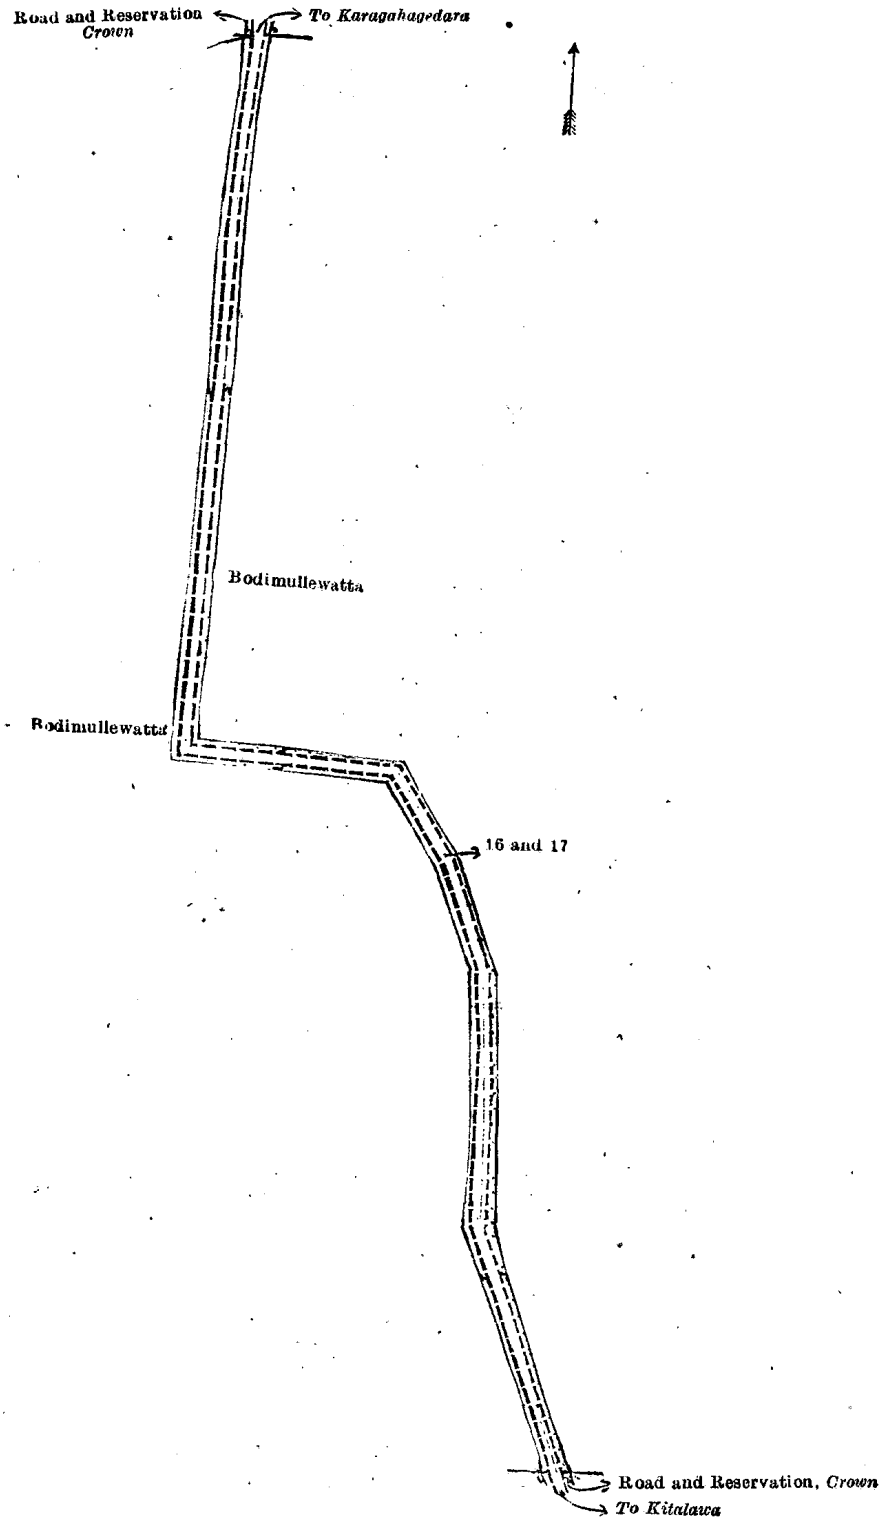 Road and Reservation
Crown
To Karagahagedara
Bodimullewatta
Bodimullewatta
16 and 17
Road and Reservation, Crown
To Kitalawa